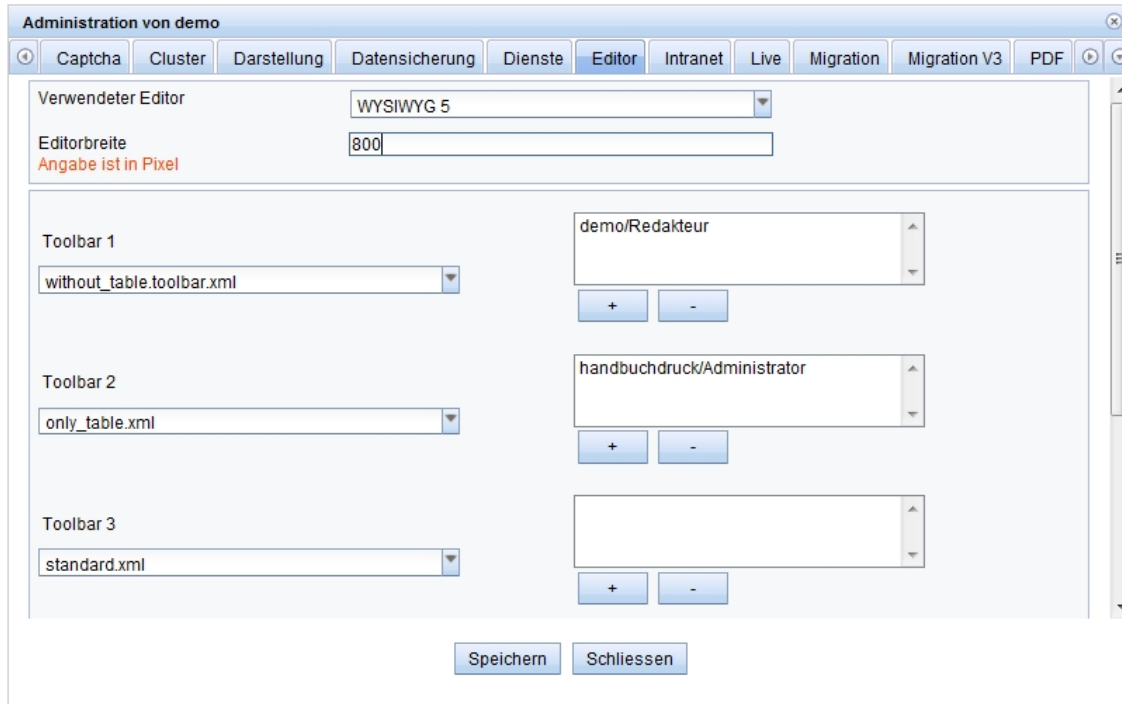 Administration von demo
Captcha Cluster Darstellung Datensicherung Dienste Editor Intranet Live Migration Migration V3 PDF
Verwendeter Editor
WYSIWYG 5
Editorbreite
800
Angabe ist in Pixel
Toolbar 1
demo/Redakteur
without_table.toolbar.xml
+ -
Toolbar 2
handbuchdruck/Administrator
only_table.xml
+ -
Toolbar 3
standard.xml
+ -
Speichern Schliessen